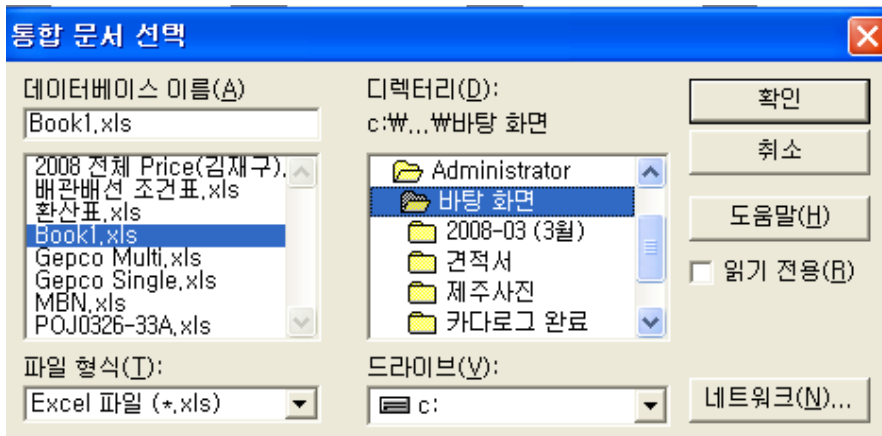 통합 문서 선택
데이터베이스 이름(A)
Book1.xls
2008 전체 Price(김재구).
배관배선 조건표.xls
환산표.xls
Book1.xls
Gepco Multi.xls
Gepco Single.xls
MBN.xls
POJ0326-33A.xls
파일 형식(T):
Excel 파일 (*.xls)
디렉터리(D):
c:₩...₩바탕 화면
Administrator
바탕 화면
2008-03 (3월)
견적서
제주사진
카다로그 완료
드라이브(V):
c:
확인
취소
도움말(H)
읽기 전용(R)
네트워크(N)...